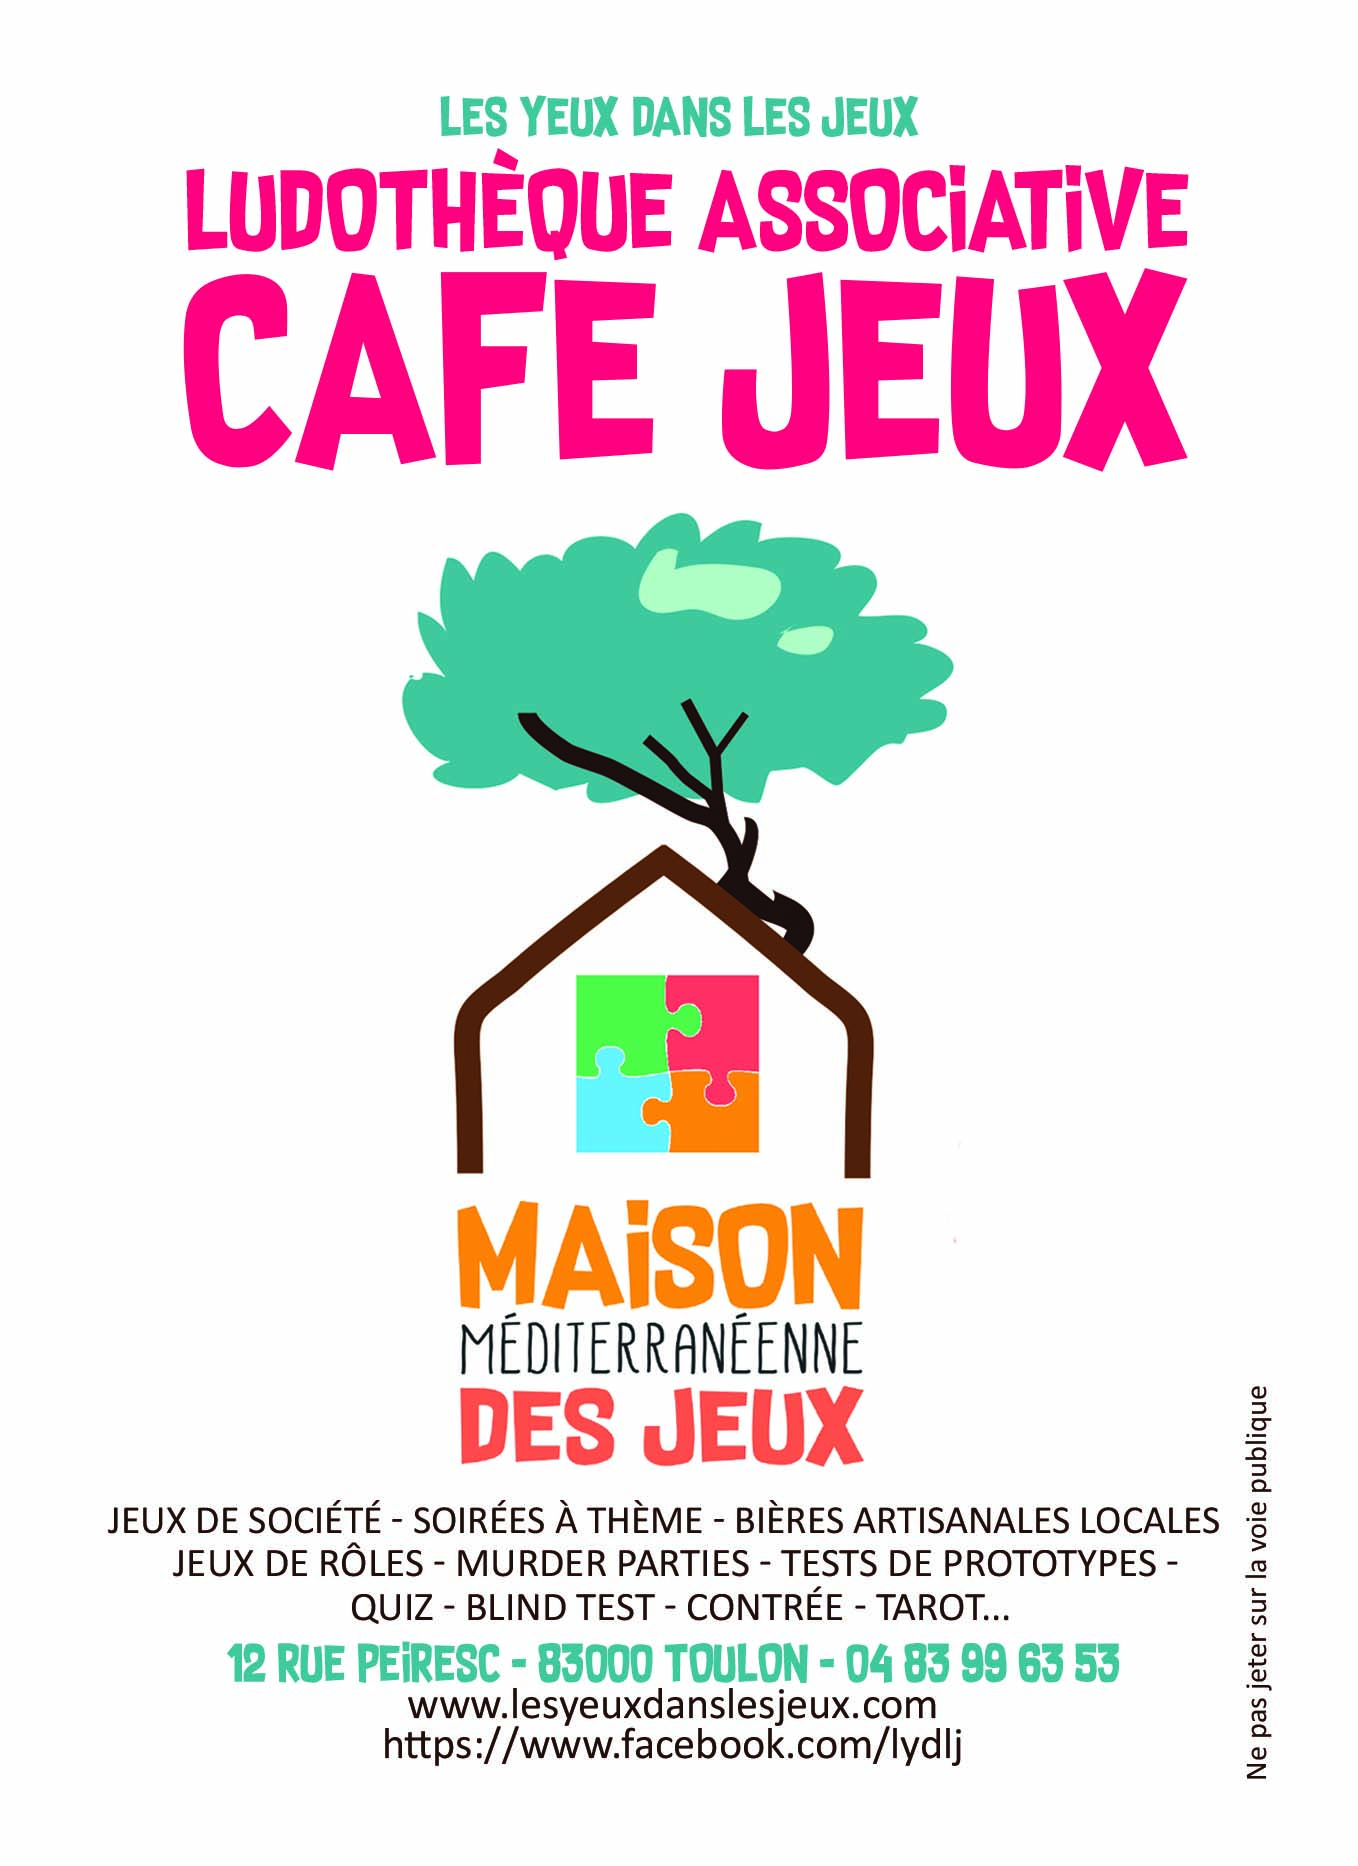 LES YEUX DANS LES JEUX
LUDOTHÈQUE ASSOCIATIVE
CAFE JEUX
MAISON
MÉDITERRANÉENNE
DES JEUX
JEUX DE SOCIÉTÉ - SOIRÉES À THÈME - BIÈRES ARTISANALES LOCALES
JEUX DE RÔLES - MURDER PARTIES - TESTS DE PROTOTYPES -
QUIZ - BLIND TEST - CONTRÉE - TAROT...
12 RUE PEIRESC - 83000 TOULON - 04 83 99 63 53
www.lesyeuxdanslesjeux.com
https://www.facebook.com/lydlj
Ne pas jeter sur la voie publique